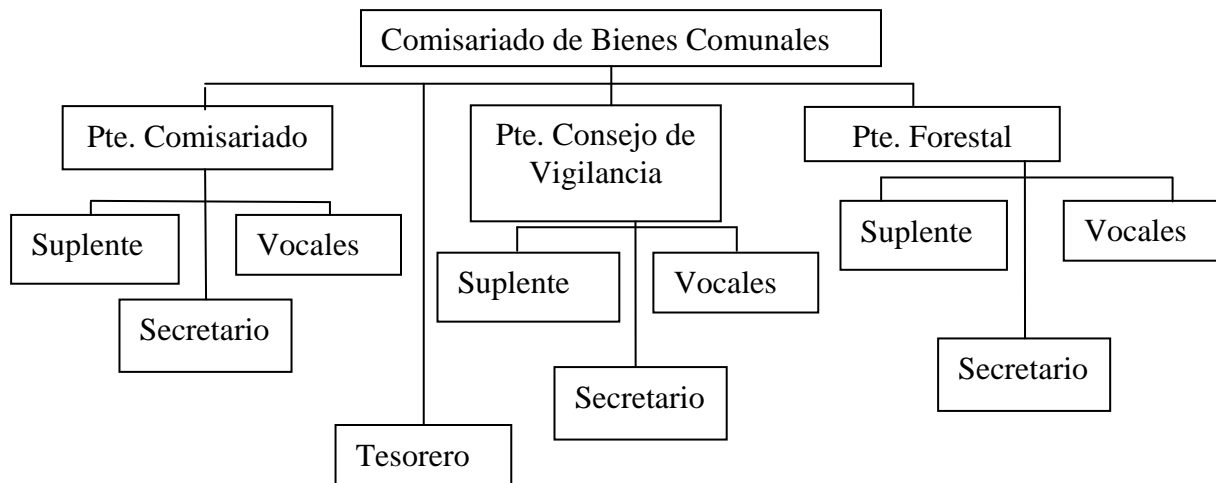 Comisariado de Bienes Comunales
Pte. Comisariado
Pte. Consejo de
Vigilancia
Pte. Forestal
Suplente
Vocales
Secretario
Suplente
Vocales
Secretario
Suplente
Vocales
Secretario
Tesorero